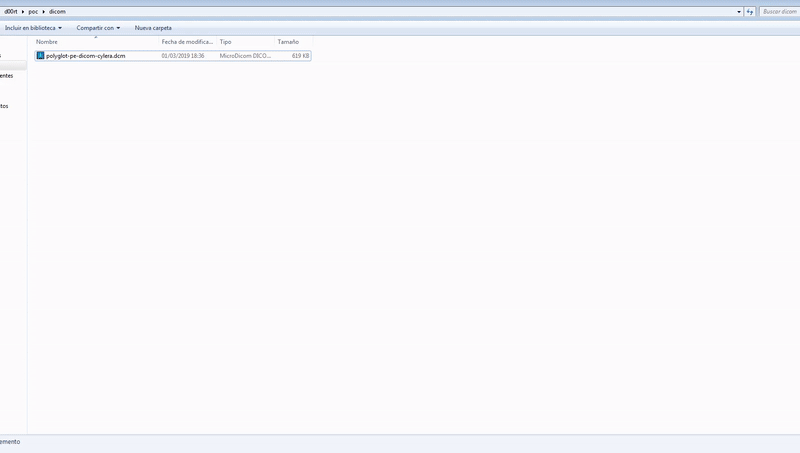 d00rt poc dicom Buscar dicom
Incluir en biblioteca Compartir con Nueva carpeta
Nombre Fecha de modifica... Tipo Tamaño
polyglot-pe-dicom-cylera.dcm 01/03/2019 18:36 MicroDicom DICO... 619 KB
entes
tos
emento